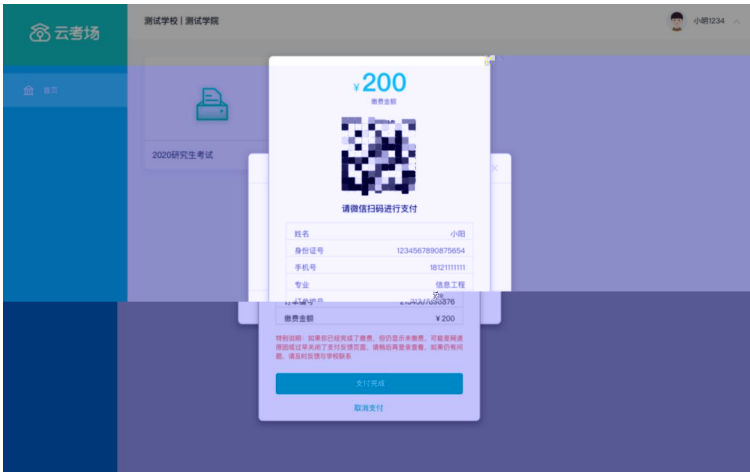 云考场
测试学校 | 测试学院
小明1234
首页
2020研究生考试
¥200
缴费金额
请微信扫码进行支付
姓名 小阳
身份证号 1234567890875654
手机号 18121111111
专业 信息工程
缴费金额 ¥200
特别说明：如果你已经完成了缴费，但仍显示未缴费，可能是网速
原因或过早关闭了支付反馈页面，请稍后再登录查看，如果仍有问
题，请及时反馈与学校联系
支付完成
取消支付